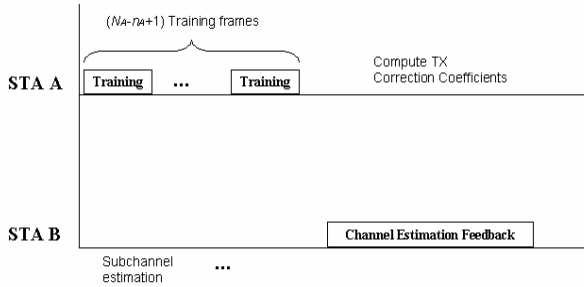 (NA-nA+1) Training frames
Compute TX
Correction Coefficients
STA A
Training
...
Training
STA B
Channel Estimation Feedback
Subchannel
estimation
...